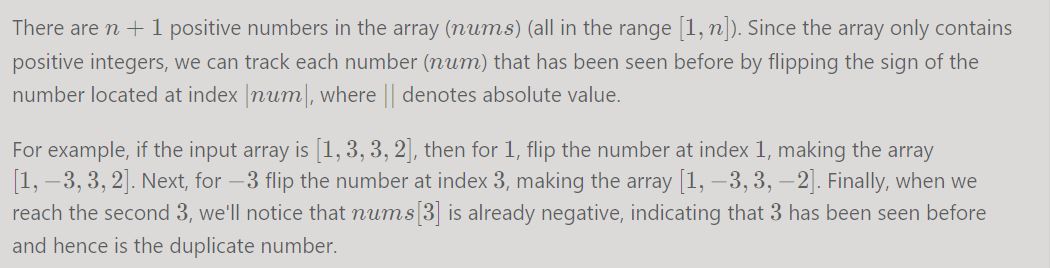 There are n + 1 positive numbers in the array (nums) (all in the range [1, n]). Since the array only contains
positive integers, we can track each number (num) that has been seen before by flipping the sign of the
number located at index |num|, where || denotes absolute value.
For example, if the input array is [1, 3, 3, 2], then for 1, flip the number at index 1, making the array
[1, −3, 3, 2]. Next, for −3 flip the number at index 3, making the array [1, −3, 3, −2]. Finally, when we
reach the second 3, we'll notice that nums[3] is already negative, indicating that 3 has been seen before
and hence is the duplicate number.